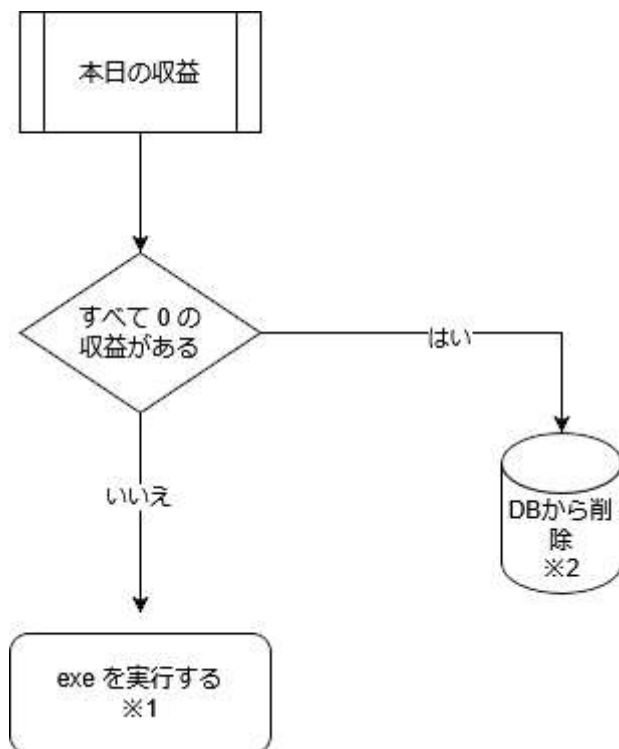 本日の収益
すべて 0 の
収益がある
はい
いいえ
DBから削
除
※2
exe を実行する
※1